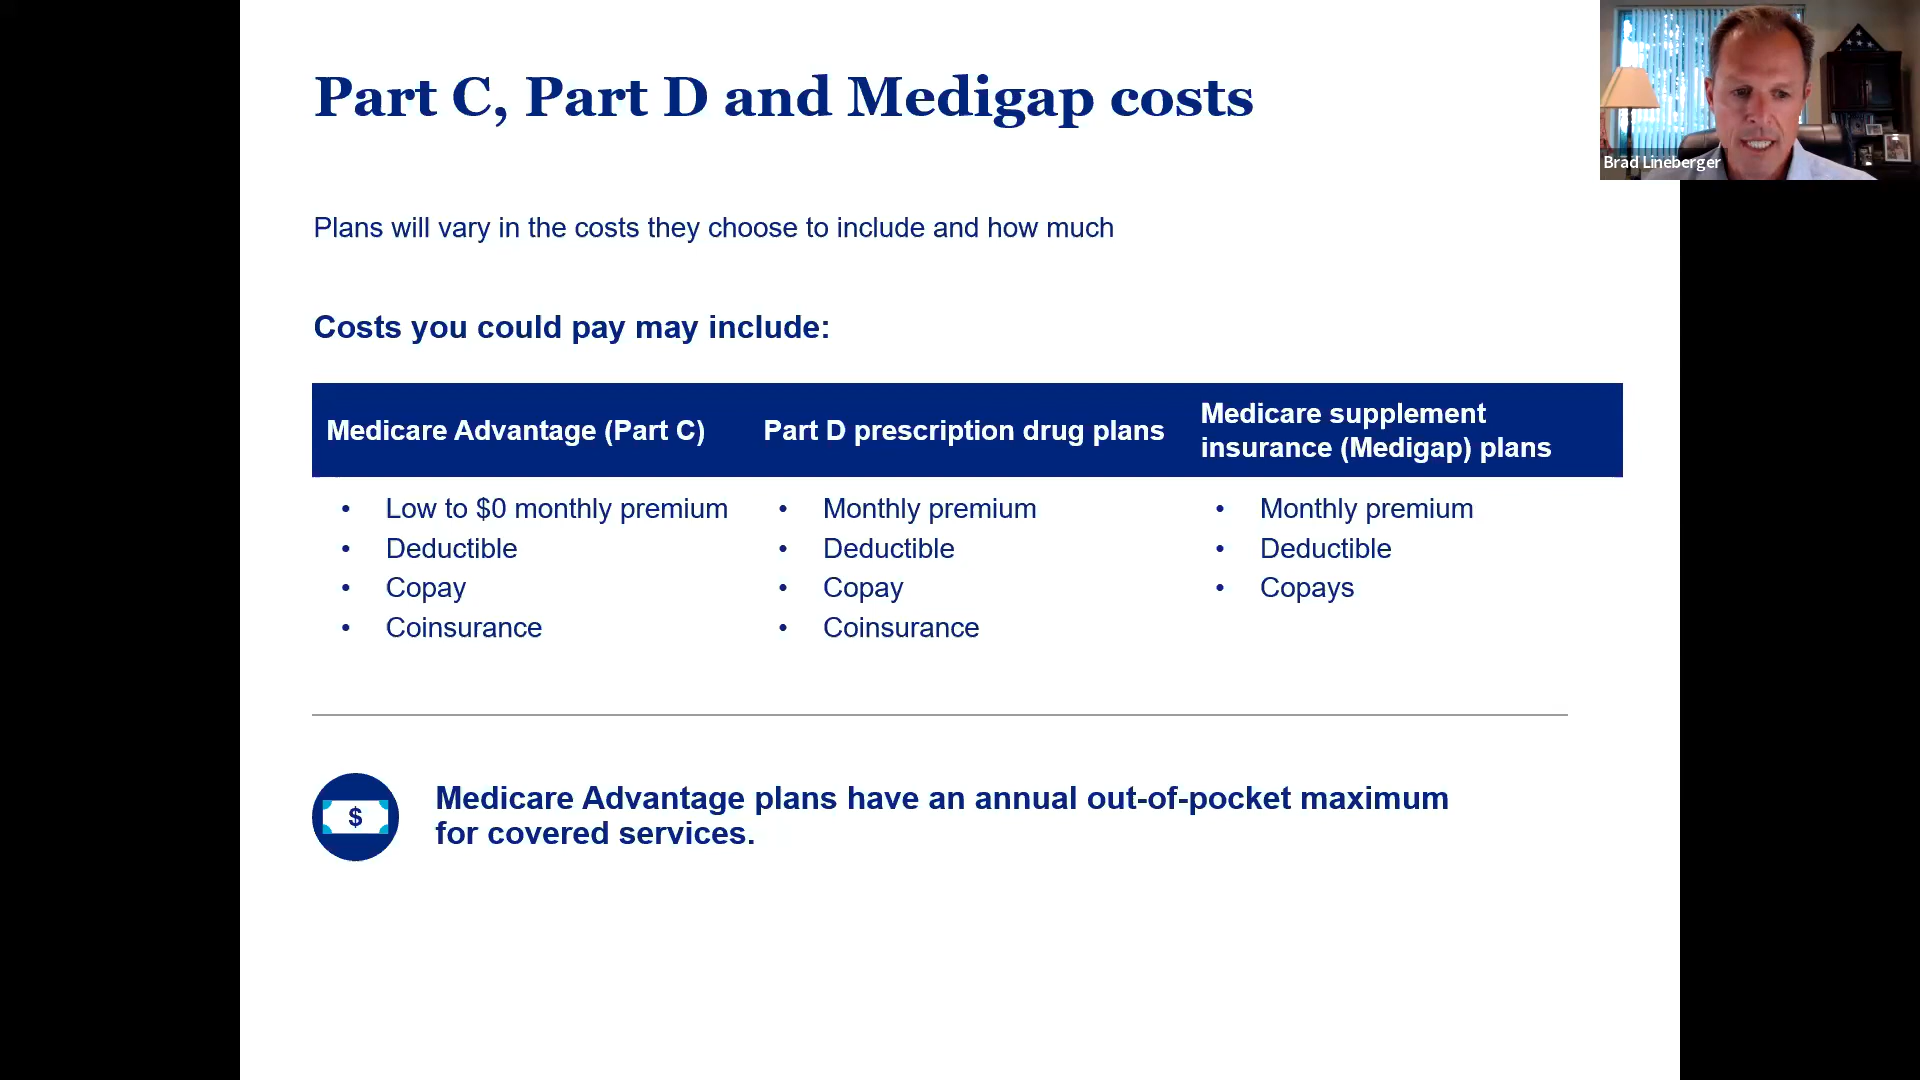 Part C, Part D and Medigap costs
Brad Lineberger
Plans will vary in the costs they choose to include and how much
Costs you could pay may include:
Medicare Advantage (Part C)
Part D prescription drug plans
Medicare supplement
insurance (Medigap) plans
• Low to $0 monthly premium
• Deductible
• Copay
• Coinsurance
• Monthly premium
• Deductible
• Copay
• Coinsurance
• Monthly premium
• Deductible
• Copays
$
Medicare Advantage plans have an annual out-of-pocket maximum
for covered services.